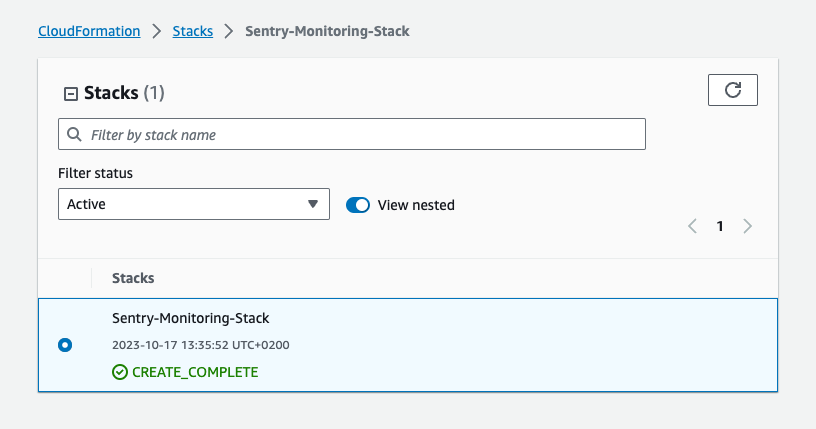 CloudFormation > Stacks > Sentry-Monitoring-Stack
Stacks (1)
Filter by stack name
Filter status
Active
View nested
1
Stacks
Sentry-Monitoring-Stack
2023-10-17 13:35:52 UTC+0200
CREATE_COMPLETE